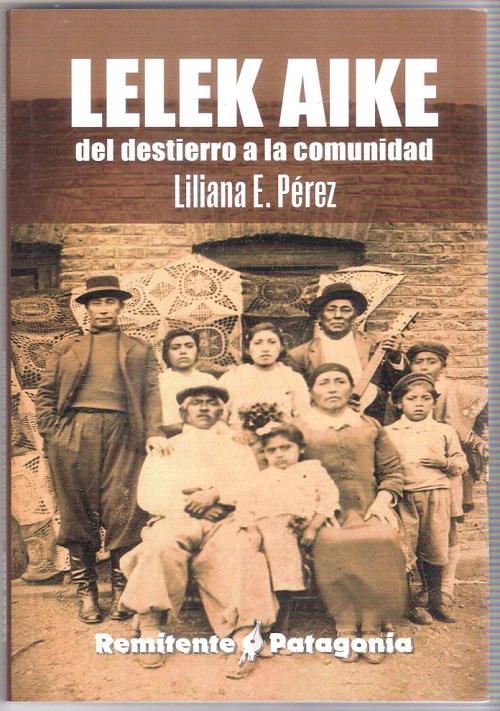 LELEK AIKE
del destierro a la comunidad
Liliana E. Pérez
Remitente Patagonia